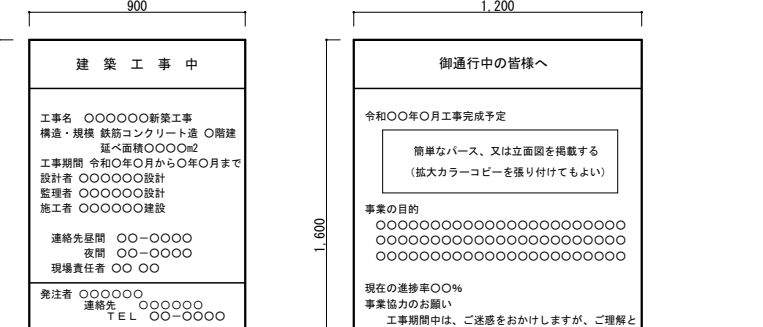 900
建 築 工 事 中
工事名 〇〇〇〇〇〇新築工事
構造・規模 鉄筋コンクリート造 〇階建
延べ面積〇〇〇〇m2
工事期間 令和〇年〇月から〇年〇月まで
設計者 〇〇〇〇〇〇設計
監理者 〇〇〇〇〇〇設計
施工者 〇〇〇〇〇〇建設
連絡先昼間 〇〇−〇〇〇〇
夜間 〇〇−〇〇〇〇
現場責任者 〇〇 〇〇
発注者 〇〇〇〇〇〇
連絡先 〇〇〇〇〇〇
ＴＥＬ 〇〇−〇〇〇〇
1,200
1,600
御通行中の皆様へ
令和〇〇年〇月工事完成予定
簡単なパース、又は立面図を掲載する
（拡大カラーコピーを張り付けてもよい）
事業の目的
〇〇〇〇〇〇〇〇〇〇〇〇〇〇〇〇〇〇〇〇〇
〇〇〇〇〇〇〇〇〇〇〇〇〇〇〇〇〇〇〇〇〇
〇〇〇〇〇〇〇〇〇〇〇〇〇〇〇〇〇〇〇〇〇
現在の進捗率〇〇%
事業協力のお願い
工事期間中は、ご迷惑をおかけしますが、ご理解と